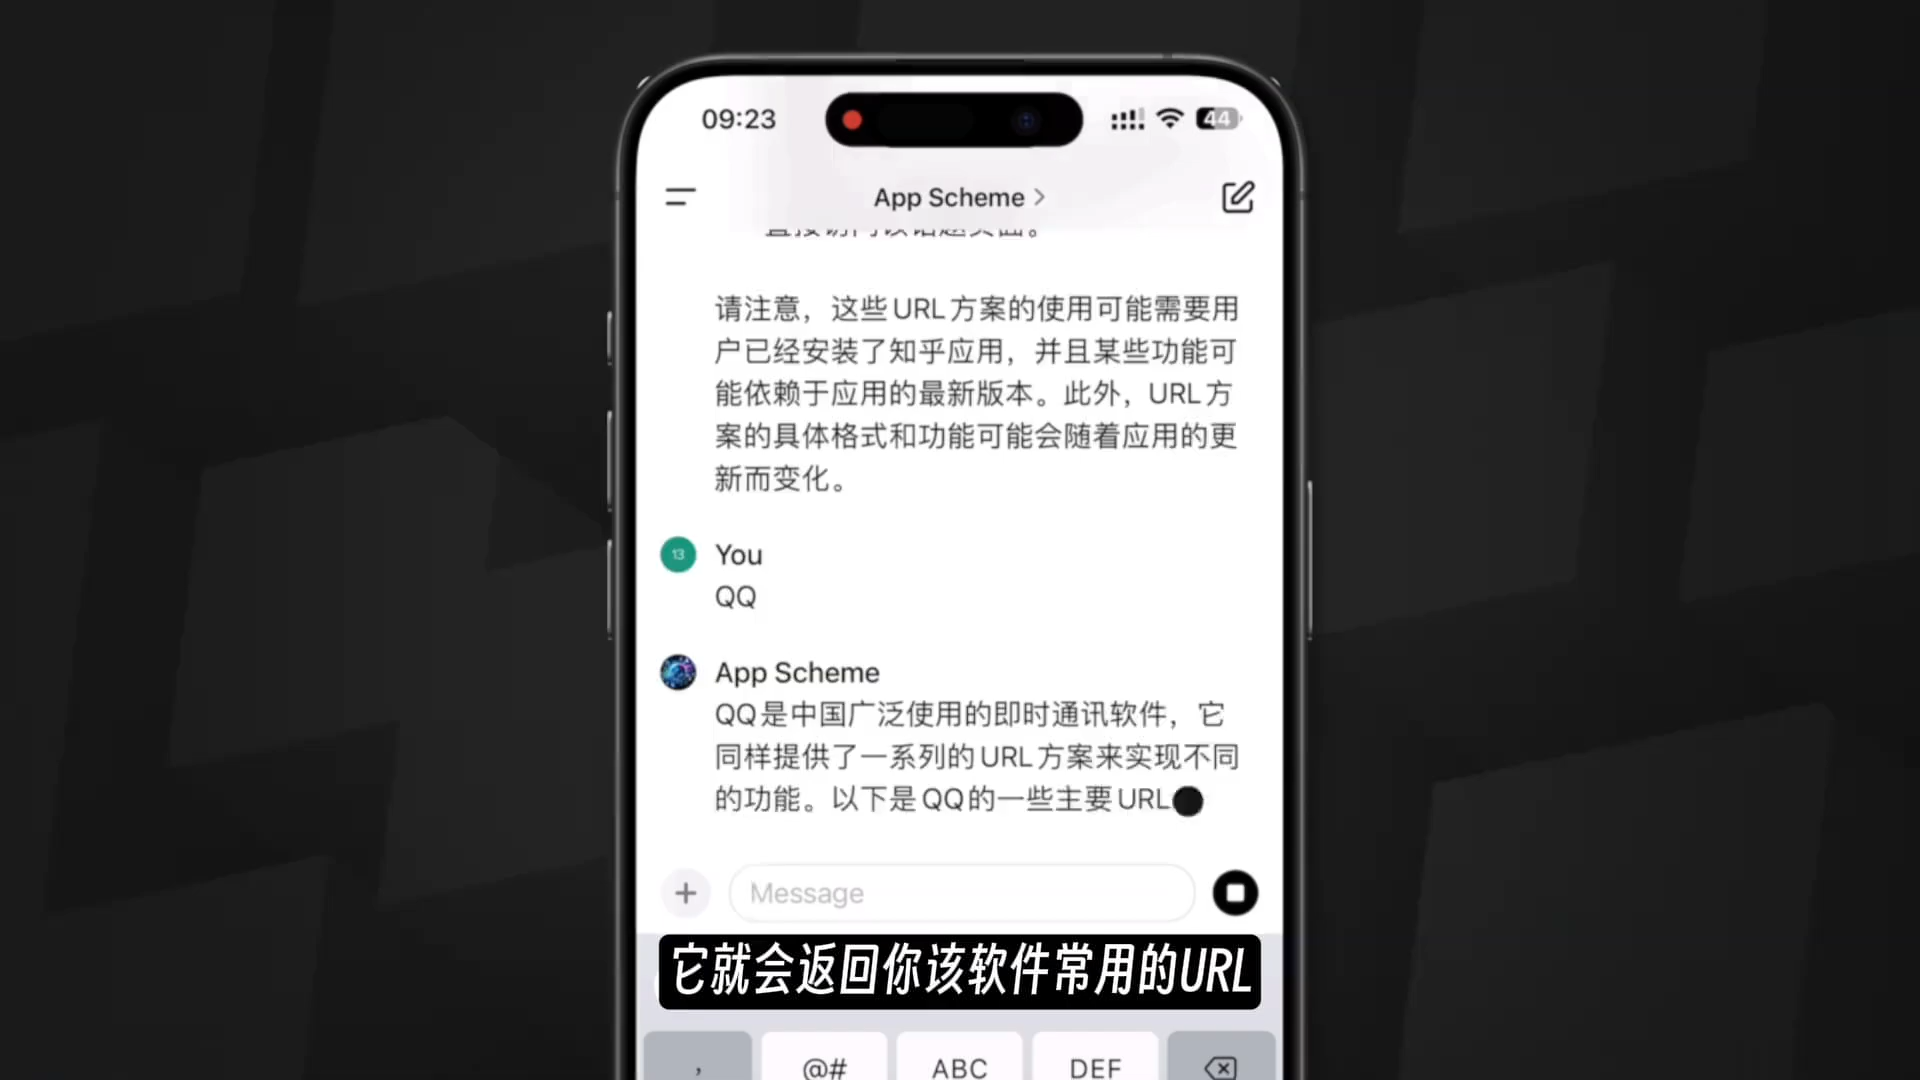 09:23
44
App Scheme
请注意，这些URL方案的使用可能需要用
户已经安装了知乎应用，并且某些功能可
能依赖于应用的最新版本。此外，URL方
案的具体格式和功能可能会随着应用的更
新而变化。
13
You
QQ
App Scheme
QQ是中国广泛使用的即时通讯软件，它
同样提供了一系列的URL方案来实现不同
的功能。以下是QQ的一些主要URL
Message
它就会返回你该软件常用的URL
, @# ABC DEF